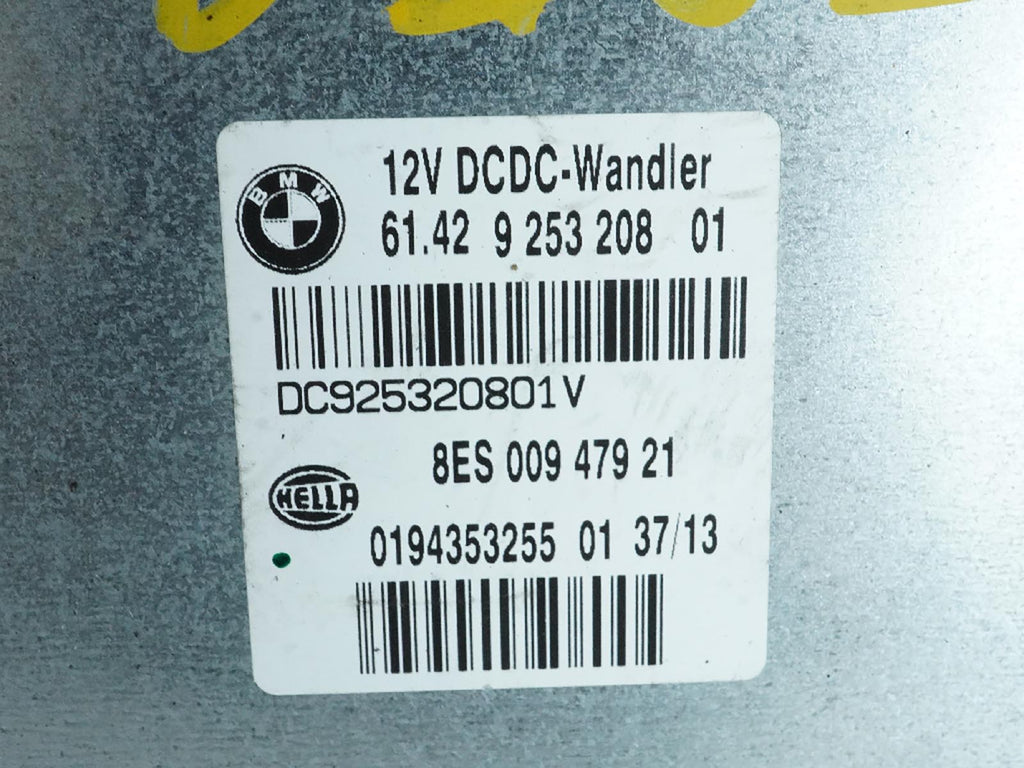 BMW
12V DCDC-Wandler
61.42 9 253 208 01
DC925320801V
8ES 009 479 21
HELLA
0194353255 01 37/13